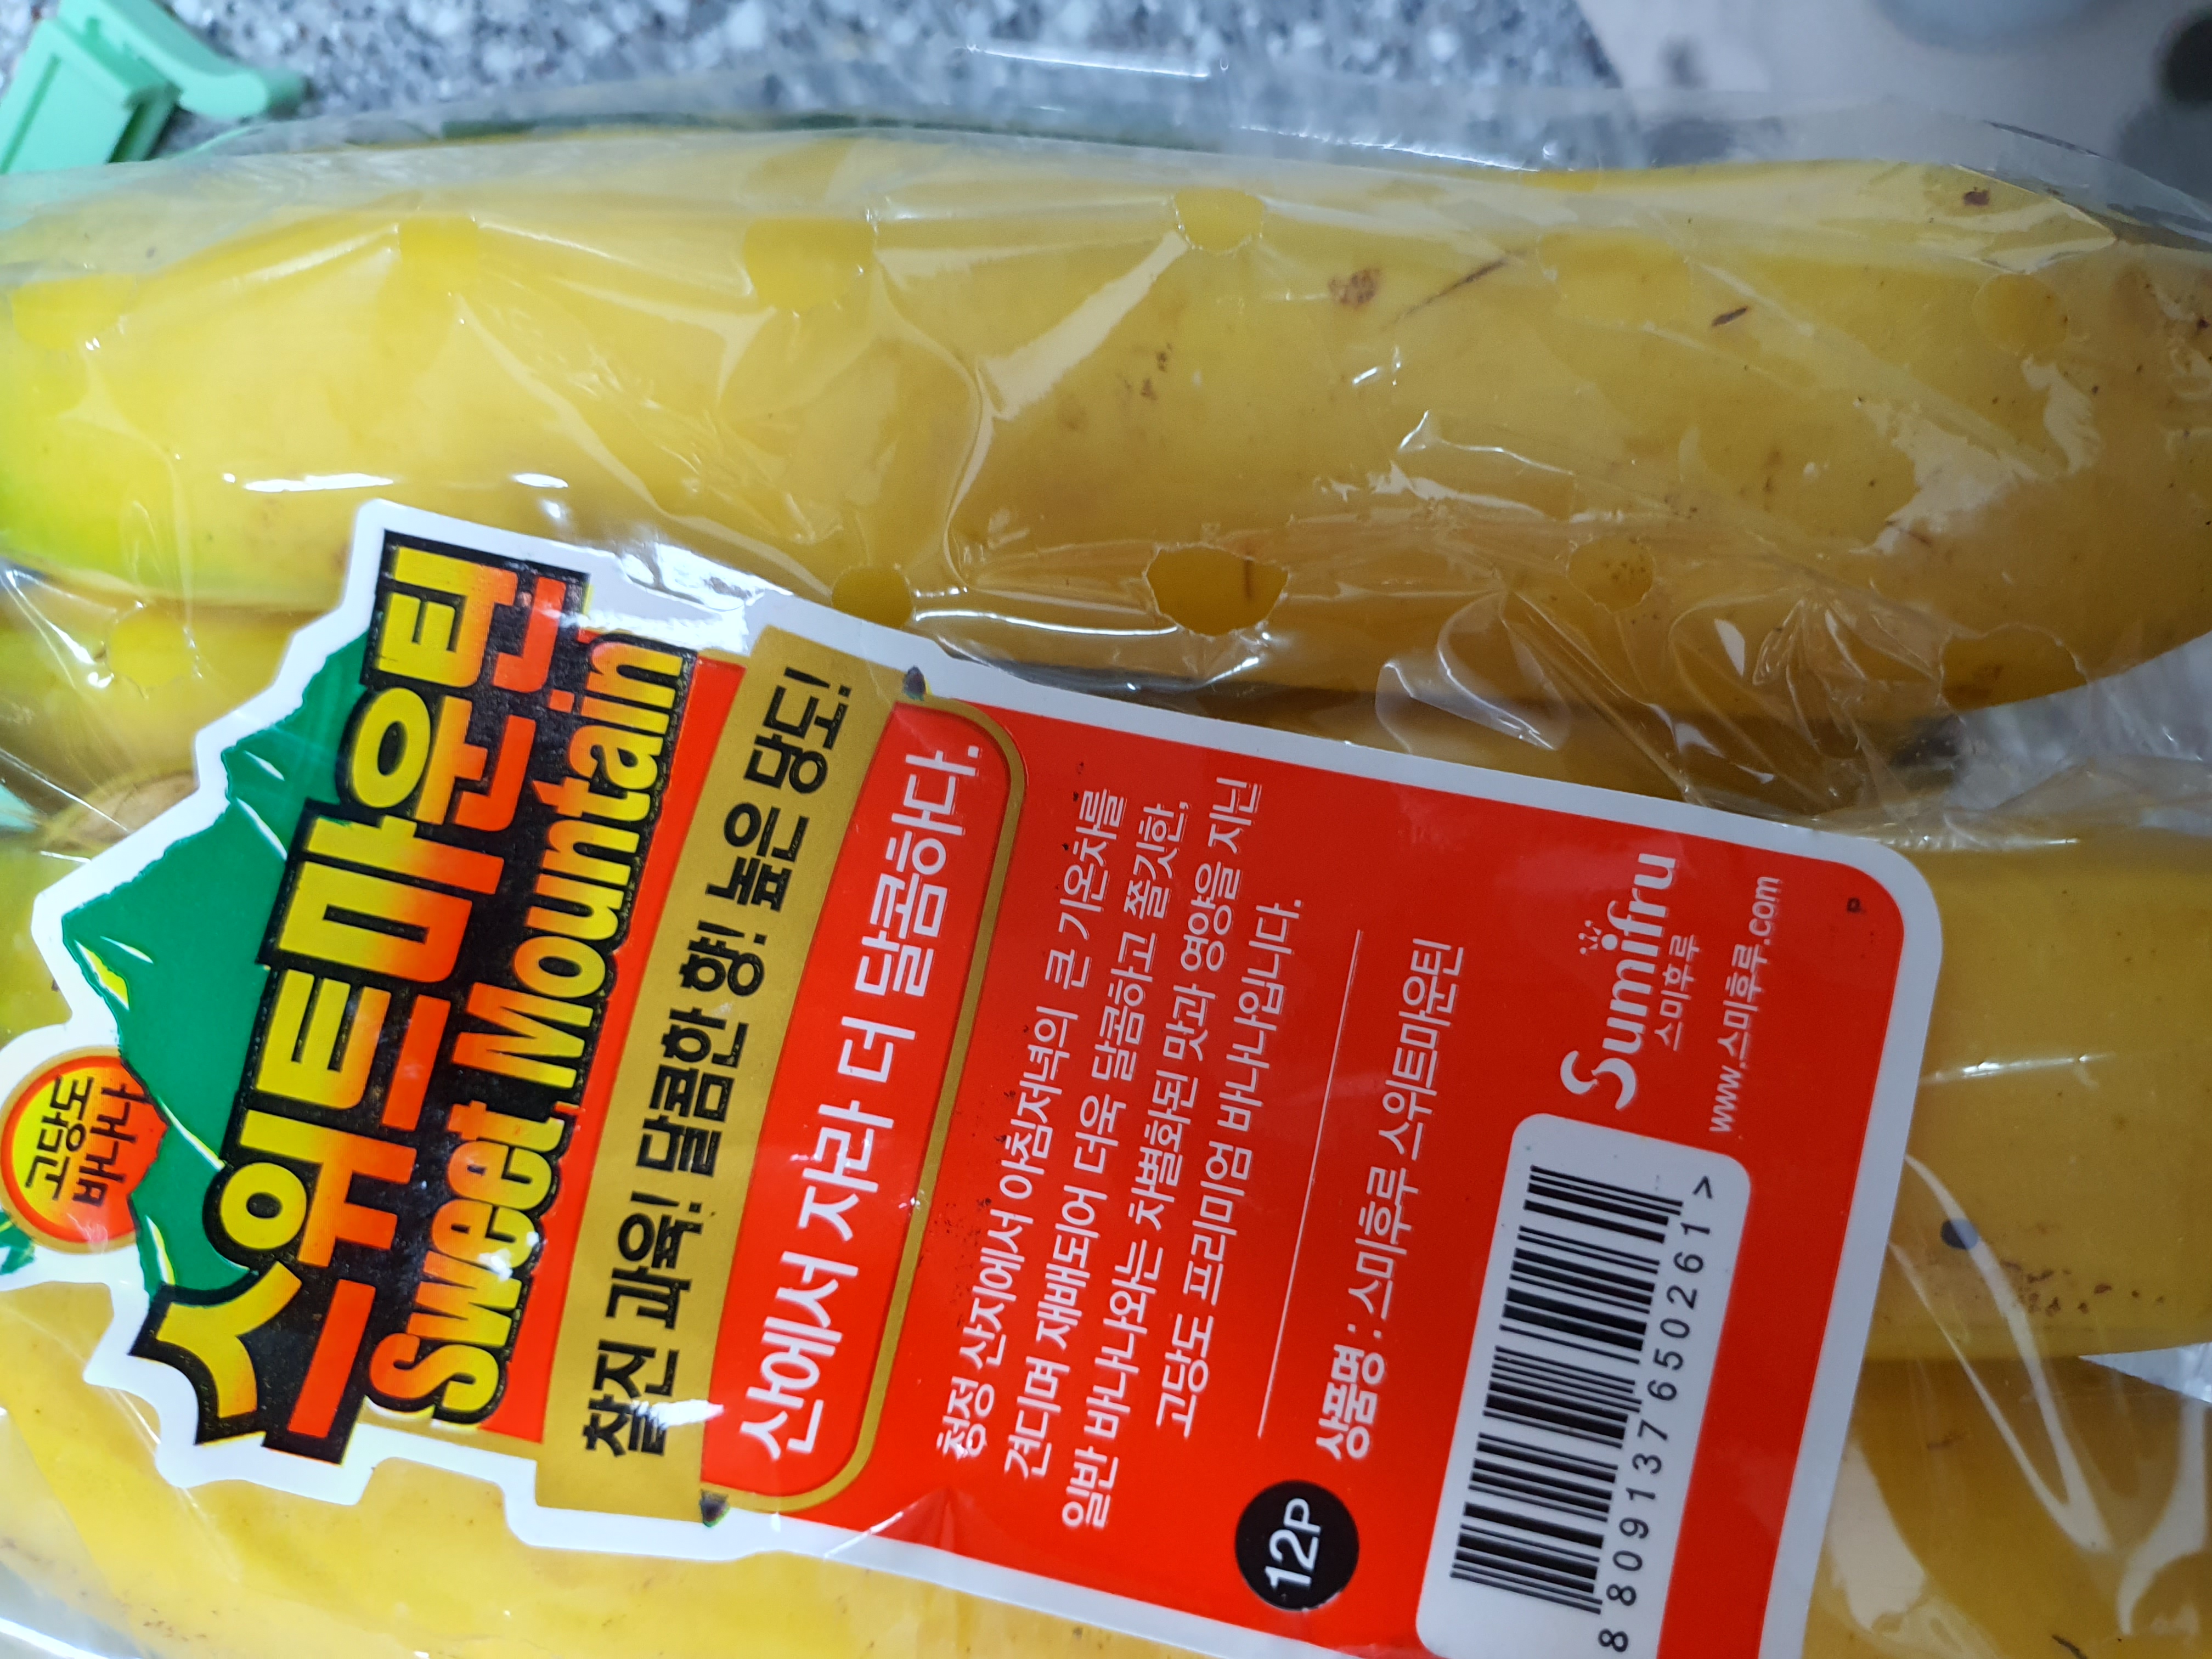 고당도
바나나
스위트마운틴
Sweet Mountain
찰진 과육! 달콤한 향! 높은 당도!
산에서 자라 더 달콤하다.
청정 산지에서 아침저녁의 큰 기온차를
견디며 재배되어 더욱 달콤하고 쫄깃한,
일반 바나나와는 차별화된 맛과 영양을 지닌
고당도 프리미엄 바나나입니다.
12P
상품명 : 스미후루 스위트마운틴
8 809137 650261 >
Sumifru
스미후루
www.스미후루.com
P